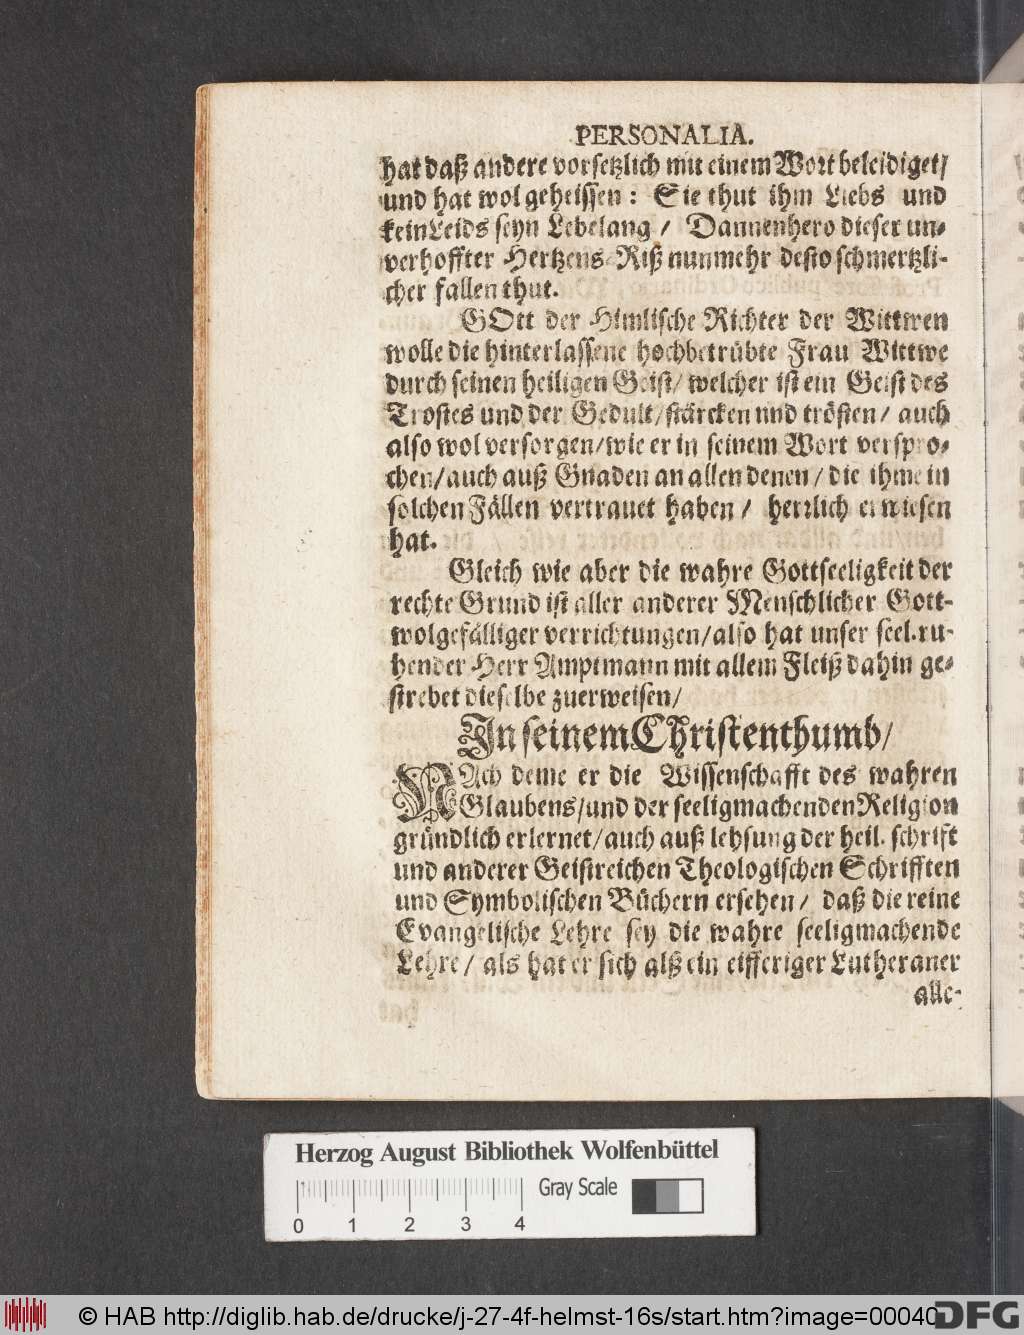 PERSONALIA.
hat daß andere vorsetzlich mit einem Wort beleidiget/
und hat wol geheissen: Sie thut ihm Liebs und
kein Leids seyn Lebelang / Dannenhero dieser un-
verhoffter Hertzens Riß nunmehr desto schmertzli-
cher fallen thut.
GOtt der Himlische Richter der Wittwen
wolle die hinterlassene hochbetrübte Frau Wittwe
durch seinen heiligen Geist/ welcher ist ein Geist des
Trostes und der Gedult/ stärcken und trösten/ auch
also wol versorgen/ wie er in seinem Wort verspro-
chen/ auch auß Gnaden an allen denen / die ihme in
solchen Fällen vertrauet haben / herrlich erwiesen
hat.
Gleich wie aber die wahre Gottseeligkeit der
rechte Grund ist aller anderer Menschlicher Gott-
wolgefälliger verrichtungen/ also hat unser seel. ru-
hender Herr Amptmann mit allem Fleiß dahin ge-
strebet dieselbe zuerweisen/
In seinem Christenthumb/
NAch deme er die Wissenschafft des wahren
Glaubens/ und der seeligmachenden Religion
gründlich erlernet/ auch auß lehsung der heil. schrift
und anderer Geistreichen Theologischen Schrifften
und Symbolischen Büchern ersehen / daß die reine
Evangelische Lehre sey die wahre seeligmachende
Lehre / als hat er sich alß ein eifferiger Lutheraner
alle-
Herzog August Bibliothek Wolfenbüttel
Gray Scale
0 1 2 3 4
© HAB http://diglib.hab.de/drucke/j-27-4f-helmst-16s/start.htm?image=00040
DFG